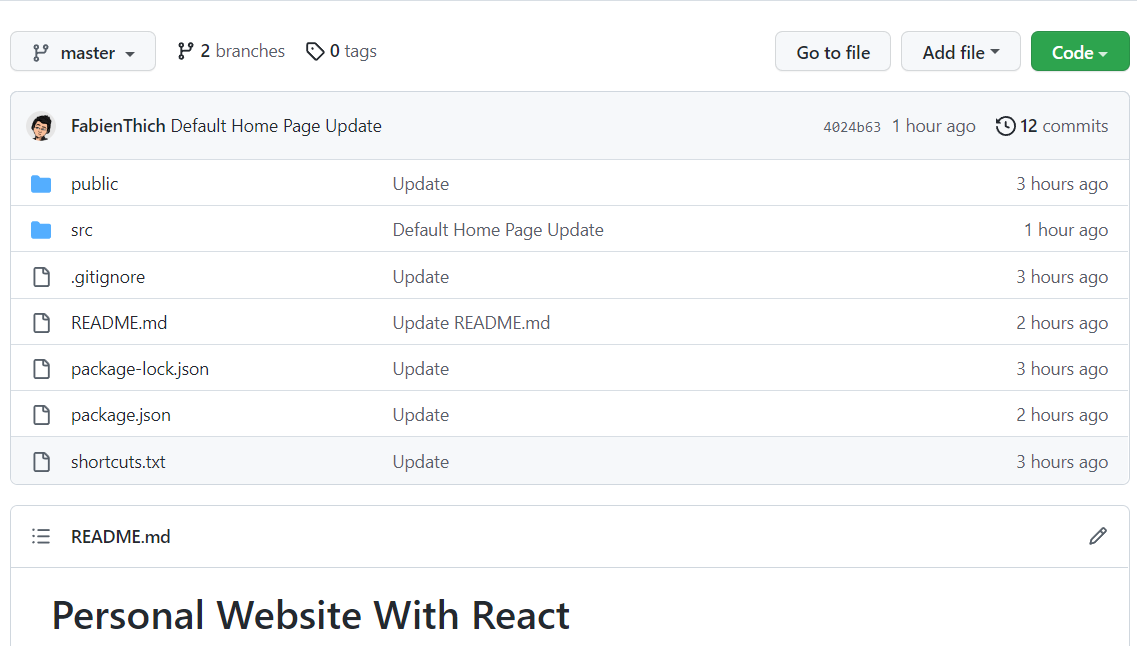 master 2 branches 0 tags Go to file Add file Code
FabienThich Default Home Page Update 4024b63 1 hour ago 12 commits
public Update 3 hours ago
src Default Home Page Update 1 hour ago
.gitignore Update 3 hours ago
README.md Update README.md 2 hours ago
package-lock.json Update 3 hours ago
package.json Update 2 hours ago
shortcuts.txt Update 3 hours ago
README.md
Personal Website With React